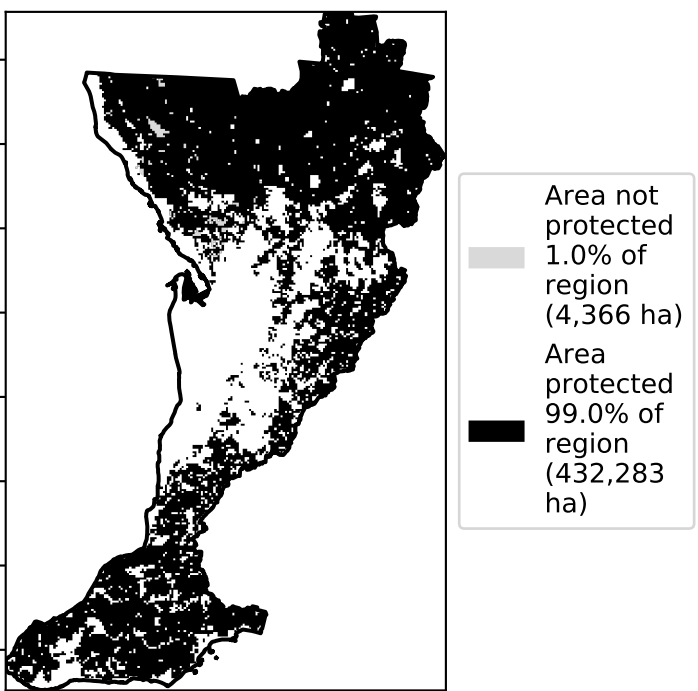 Area not
protected
1.0% of
region
(4,366 ha)
Area
protected
99.0% of
region
(432,283
ha)